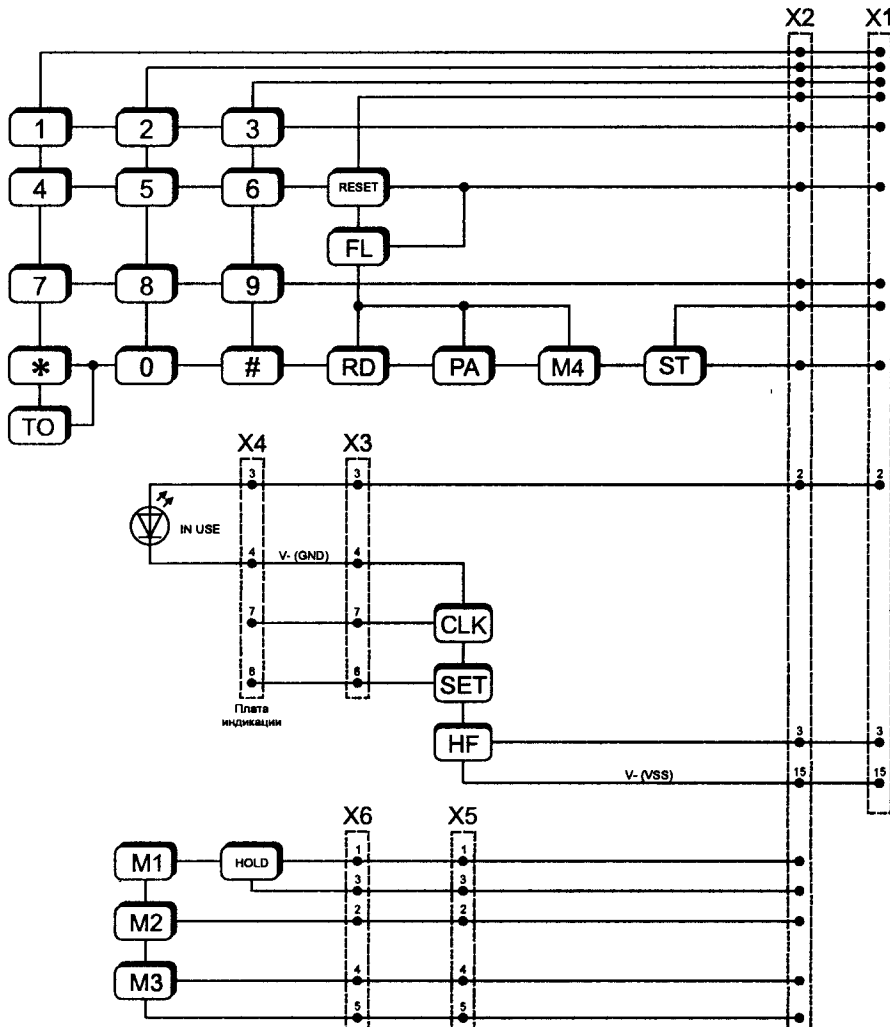 X2 X1
1 2 3
4 5 6 RESET
FL
7 8 9
* 0 # RD PA M4 ST
TO
X4 X3
3 3 2 2
IN USE
4 V- (GND) 4
7 7 CLK
6 6 SET
Плата
индикации
HF 3 3
V- (VSS) 15 15
X6 X5
M1 HOLD 1 1
3 3
M2 2 2
M3 4 4
5 5